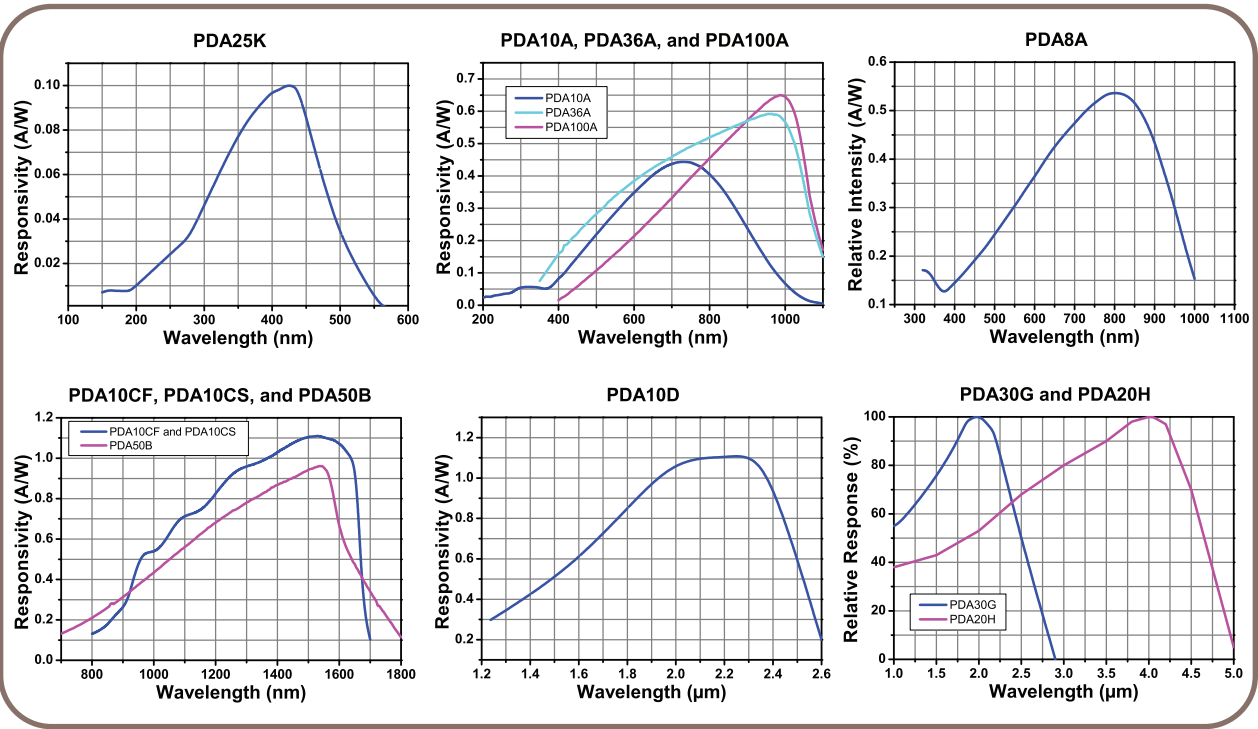 PDA25K
Responsivity (A/W)
0.10
0.08
0.06
0.04
0.02
100 200 300 400 500 600
Wavelength (nm)
PDA10A, PDA36A, and PDA100A
Responsivity (A/W)
0.7
0.6
0.5
0.4
0.3
0.2
0.1
0.0
PDA10A
PDA36A
PDA100A
200 400 600 800 1000
Wavelength (nm)
PDA8A
Relative Intensity (A/W)
0.6
0.5
0.4
0.3
0.2
0.1
300 400 500 600 700 800 900 1000 1100
Wavelength (nm)
PDA10CF, PDA10CS, and PDA50B
Responsivity (A/W)
1.2
1.0
0.8
0.6
0.4
0.2
0.0
PDA10CF and PDA10CS
PDA50B
800 1000 1200 1400 1600 1800
Wavelength (nm)
PDA10D
Responsivity (A/W)
1.2
1.0
0.8
0.6
0.4
0.2
1.2 1.4 1.6 1.8 2.0 2.2 2.4 2.6
Wavelength (µm)
PDA30G and PDA20H
Relative Response (%)
100
80
60
40
20
0
PDA30G
PDA20H
1.0 1.5 2.0 2.5 3.0 3.5 4.0 4.5 5.0
Wavelength (µm)